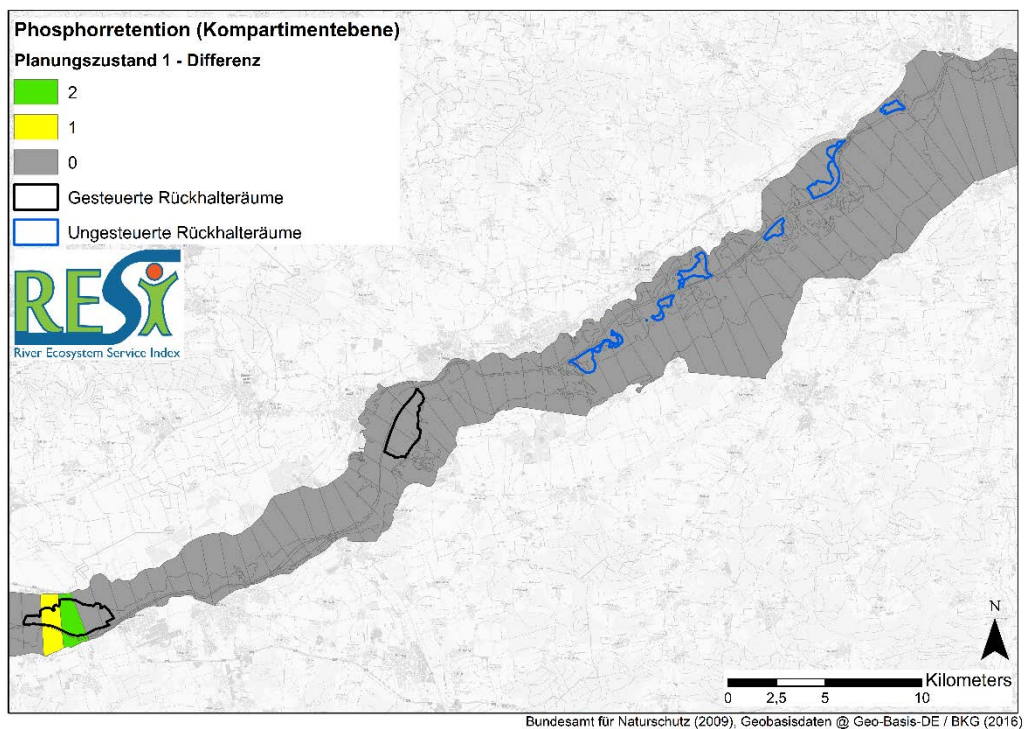 Phosphorretention (Kompartimentebene)
Planungszustand 1 - Differenz
2
1
0
Gesteuerte Rückhalteräume
Ungesteuerte Rückhalteräume
RESI
River Ecosystem Service Index
N
Kilometers
0 2,5 5 10
Bundesamt für Naturschutz (2009), Geobasisdaten @ Geo-Basis-DE / BKG (2016)